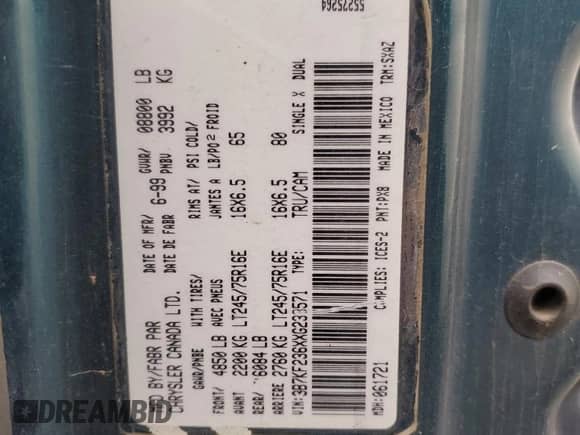 55275264
MFD BY/FABR PAR
CHRYSLER CANADA LTD.
DATE OF MFR/ 6-99 GVWR/ 08800 LB
DATE DE FABR PNBV 3992 KG
GAWR/PNBE WITH TIRES/ RIMS AT/ PSI COLD/
AVEC PNEUS JANTES A LB/PO2 FROID
4850 LB
AVANT
2200 KG LT245/75R16E 16X6.5 65
REAR/ 6084 LB
ARRIERE 2760 KG LT245/75R16E 16X6.5 80
SINGLE X DUAL
VIN: 3B7KF236XXG23 571 TYPE: TRU/CAM
COMPLIES: ICES-2 PNT: PX8 MADE IN MEXICO TRM: SXAZ
MDH: 061721
DREAMBID